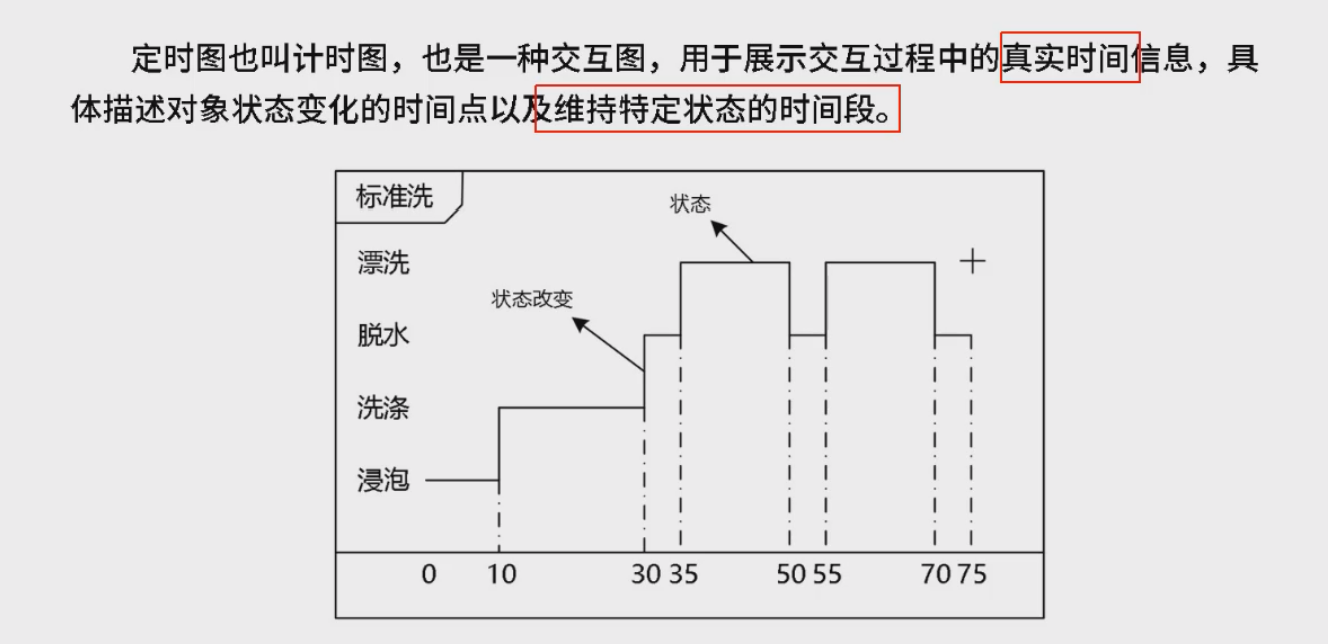 定时图也叫计时图，也是一种交互图，用于展示交互过程中的真实时间信息，具
体描述对象状态变化的时间点以及维持特定状态的时间段。
标准洗
状态
漂洗
状态改变
脱水
洗涤
浸泡
0 10 30 35 50 55 70 75